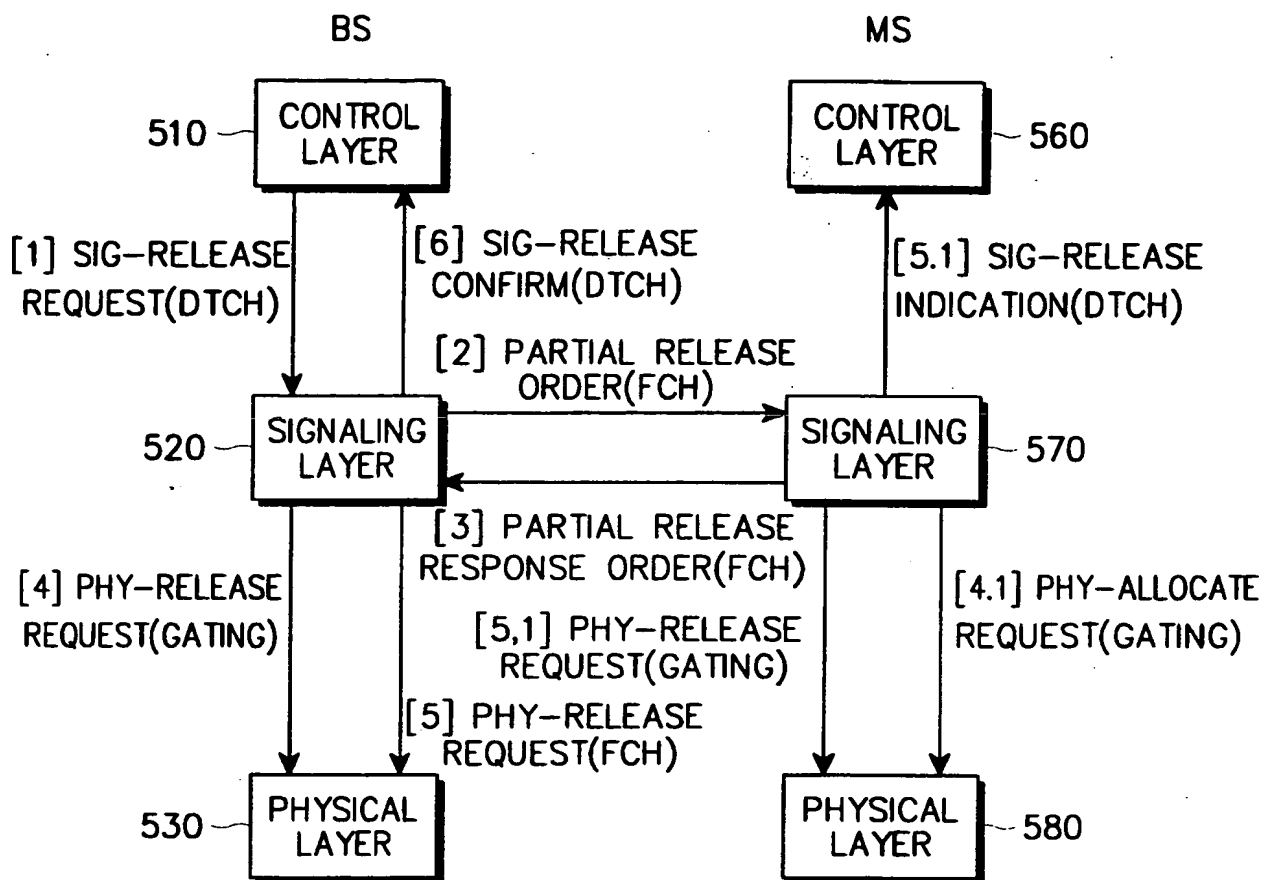 BS
MS
CONTROL
LAYER
510
CONTROL
LAYER
560
[1] SIG-RELEASE
REQUEST(DTCH)
[6] SIG-RELEASE
CONFIRM(DTCH)
[5.1] SIG-RELEASE
INDICATION(DTCH)
[2] PARTIAL RELEASE
ORDER(FCH)
SIGNALING
LAYER
520
SIGNALING
LAYER
570
[3] PARTIAL RELEASE
RESPONSE ORDER(FCH)
[4] PHY-RELEASE
REQUEST(GATING)
[5,1] PHY-RELEASE
REQUEST(GATING)
[4.1] PHY-ALLOCATE
REQUEST(GATING)
[5] PHY-RELEASE
REQUEST(FCH)
PHYSICAL
LAYER
530
PHYSICAL
LAYER
580